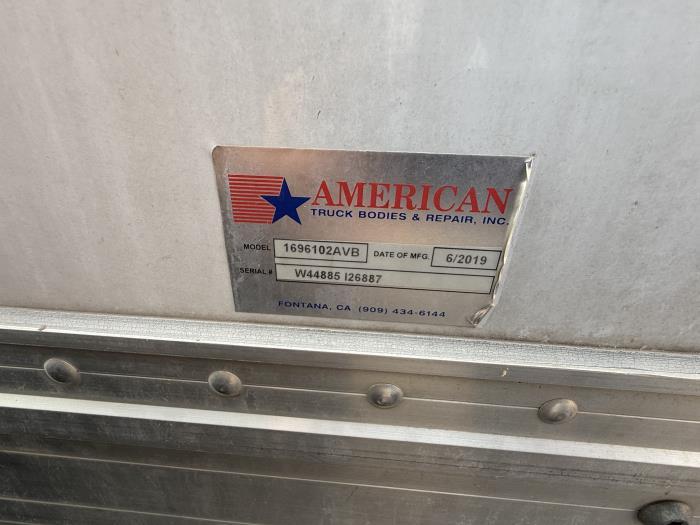 AMERICAN
TRUCK BODIES & REPAIR, INC.
MODEL 1696102AVB DATE OF MFG. 6/2019
SERIAL # W44885 I26887
FONTANA, CA (909) 434-6144